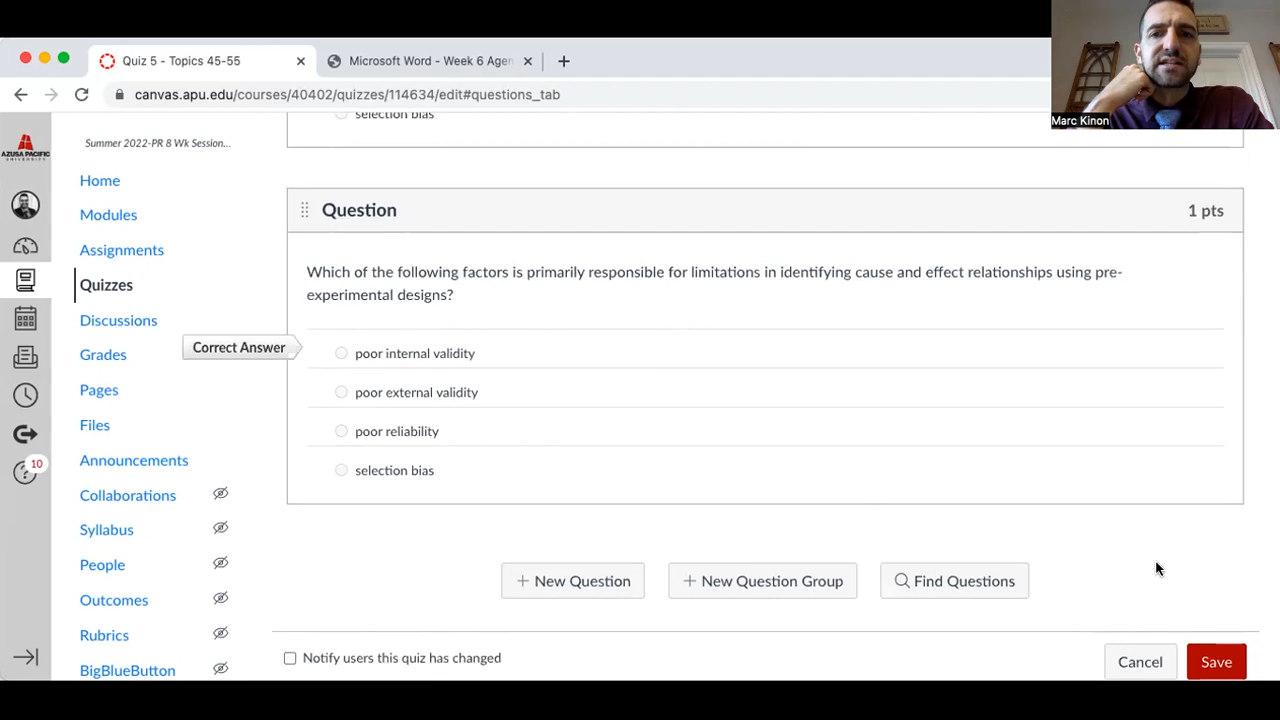 Quiz 5 - Topics 45-55
Microsoft Word - Week 6 Agen
canvas.apu.edu/courses/40402/quizzes/114634/edit#questions_tab
Marc Kinon
AZUSA PACIFIC
UNIVERSITY
10
Summer 2022-PR 8 Wk Session...
Home
Modules
Assignments
Quizzes
Discussions
Grades
Pages
Files
Announcements
Collaborations
Syllabus
People
Outcomes
Rubrics
BigBlueButton
selection bias
Question
1 pts
Which of the following factors is primarily responsible for limitations in identifying cause and effect relationships using pre-
experimental designs?
Correct Answer
poor internal validity
poor external validity
poor reliability
selection bias
+ New Question
+ New Question Group
Find Questions
Notify users this quiz has changed
Cancel
Save